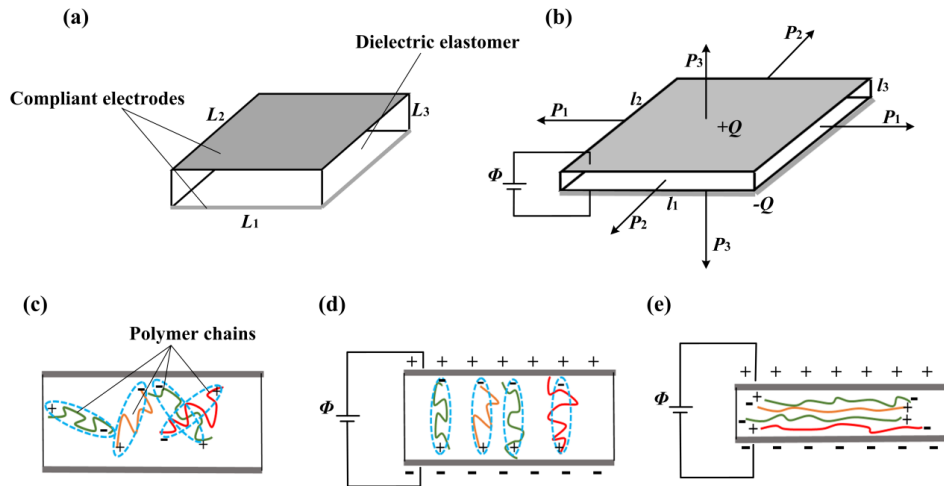 (a)
Dielectric elastomer
Compliant electrodes
L2
L3
L1
(b)
P2
P3
l3
l2
P1
+Q
P1
Φ
P2
l1
-Q
P3
(c)
Polymer chains
+ - + - - +
- + - +
(d)
+ + + + + + +
Φ
- - - -
+ + + +
- - - - - - -
(e)
+ + + + + + +
Φ
+ -
+
- +
+ -
- - - - - -